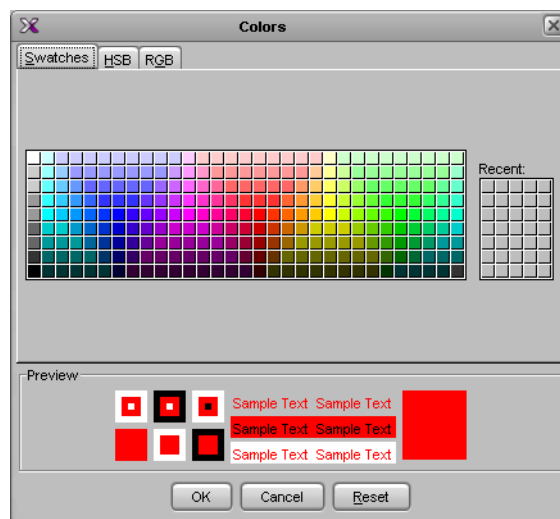 Colors
Swatches HSB RGB
Recent:
Preview
Sample Text Sample Text
Sample Text Sample Text
Sample Text Sample Text
OK Cancel Reset